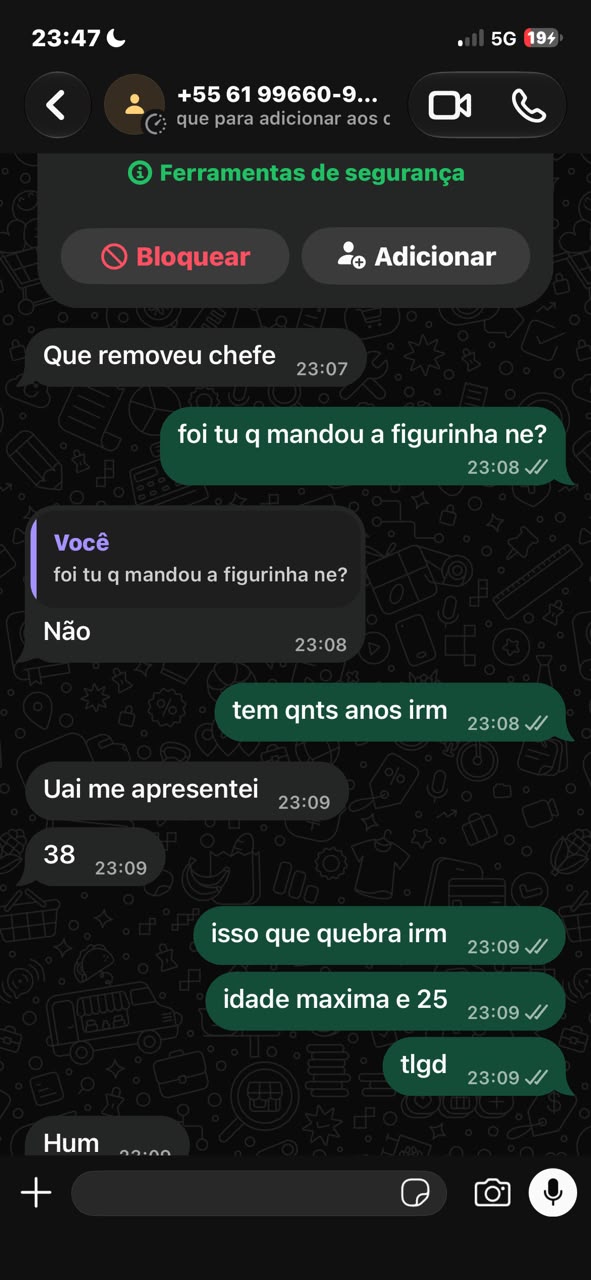 23:47
5G
19
+55 61 99660-9...
que para adicionar aos c
Ferramentas de segurança
Bloquear
Adicionar
Que removeu chefe
23:07
foi tu q mandou a figurinha ne?
23:08
Você
foi tu q mandou a figurinha ne?
Não
23:08
tem qnts anos irm
23:08
Uai me apresentei
23:09
38
23:09
isso que quebra irm
23:09
idade maxima e 25
23:09
tlgd
23:09
Hum
23:09